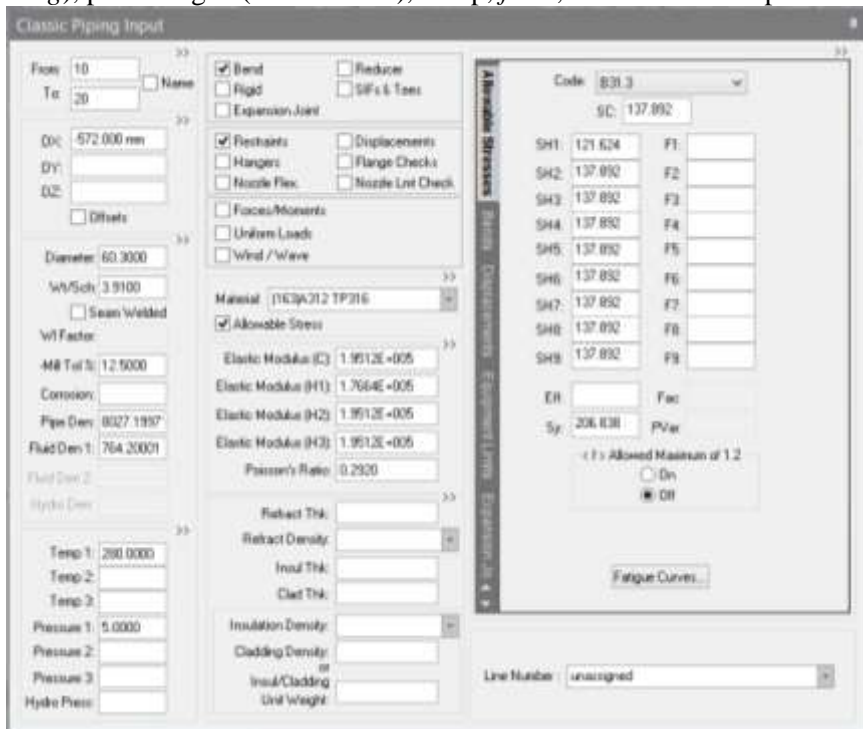 Classic Piping Input
From: 10
To: 20
Name
DX: -572.000 mm
DY:
DZ:
Offsets
Diameter: 60.3000
Wt/Sch: 3.9100
Seam Welded
Wl Factor:
-Mill Tol %: 12.5000
Corrosion:
Pipe Den: 8027.1997
Fluid Den 1: 764.20001
Fluid Den 2:
Hydro Den:
Temp 1: 280.0000
Temp 2:
Temp 3:
Pressure 1: 5.0000
Pressure 2:
Pressure 3:
Hydro Press:
Bend
Reducer
Rigid
SIFs & Tees
Expansion Joint
Restraints
Displacements
Hangers
Flange Checks
Nozzle Flex.
Nozzle Lmt Check
Forces/Moments
Uniform Loads
Wind / Wave
Material: (163)A312 TP316
Allowable Stress
Elastic Modulus (C): 1.9512E+005
Elastic Modulus (H1): 1.7664E+005
Elastic Modulus (H2): 1.9512E+005
Elastic Modulus (H3): 1.9512E+005
Poisson's Ratio: 0.2920
Refract Thk:
Refract Density:
Insul Thk:
Clad Thk:
Insulation Density:
Cladding Density:
or
Insul/Cladding
Unit Weight:
Allowable Stresses
Bends
Displacements
Code: B31.3
SC: 137.892
SH1: 121.624 F1:
SH2: 137.892 F2:
SH3: 137.892 F3:
SH4: 137.892 F4:
SH5: 137.892 F5:
SH6: 137.892 F6:
SH7: 137.892 F7:
SH8: 137.892 F8:
SH9: 137.892 F9:
Eff: Fac:
Sy: 206.838 PVar:
< f > Allowed Maximum of 1.2
On
Off
Fatigue Curves...
Line Number: unassigned